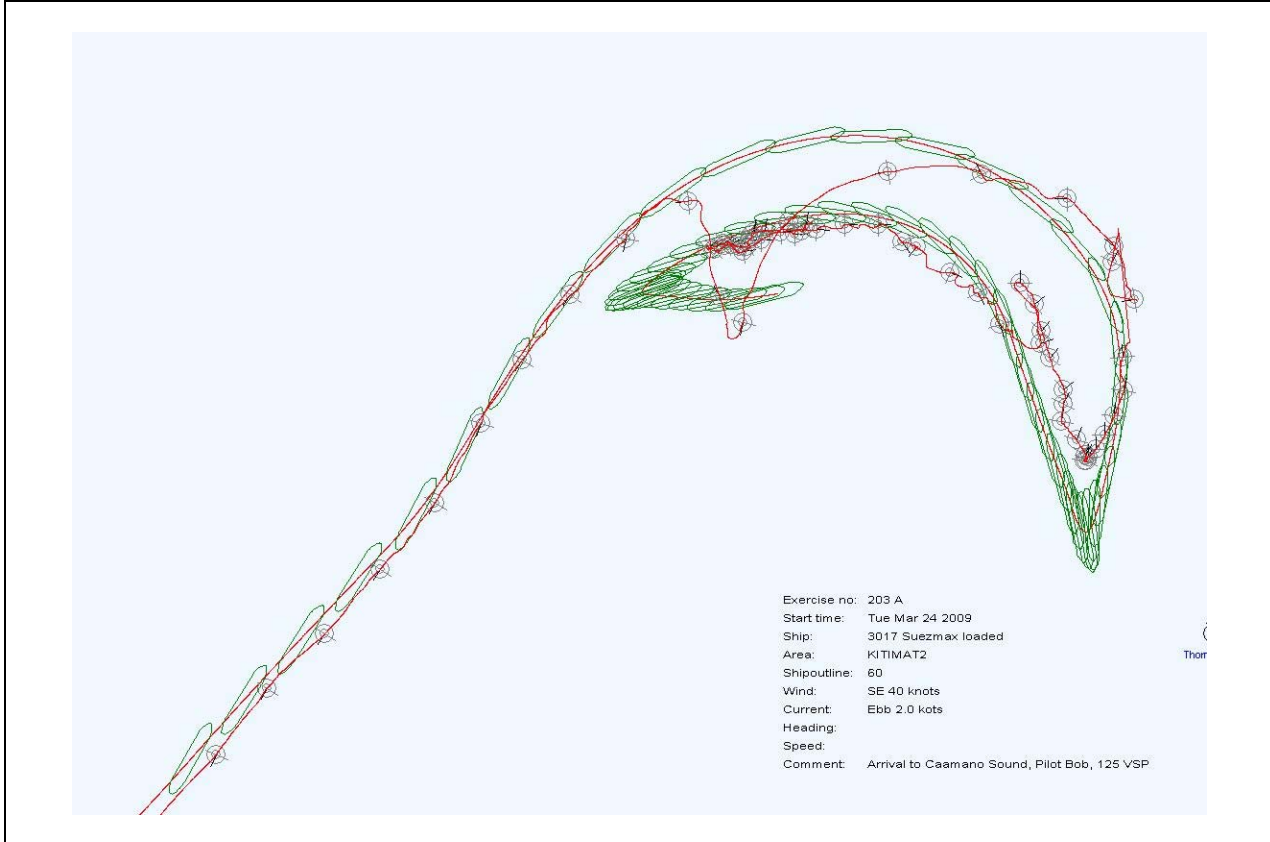 Exercise no: 203 A
Start time: Tue Mar 24 2009
Ship: 3017 Suezmax loaded
Area: KITIMAT2
Thor
Shipoutline: 60
Wind: SE 40 knots
Current: Ebb 2.0 kots
Heading:
Speed:
Comment: Arrival to Caamano Sound, Pilot Bob, 125 VSP